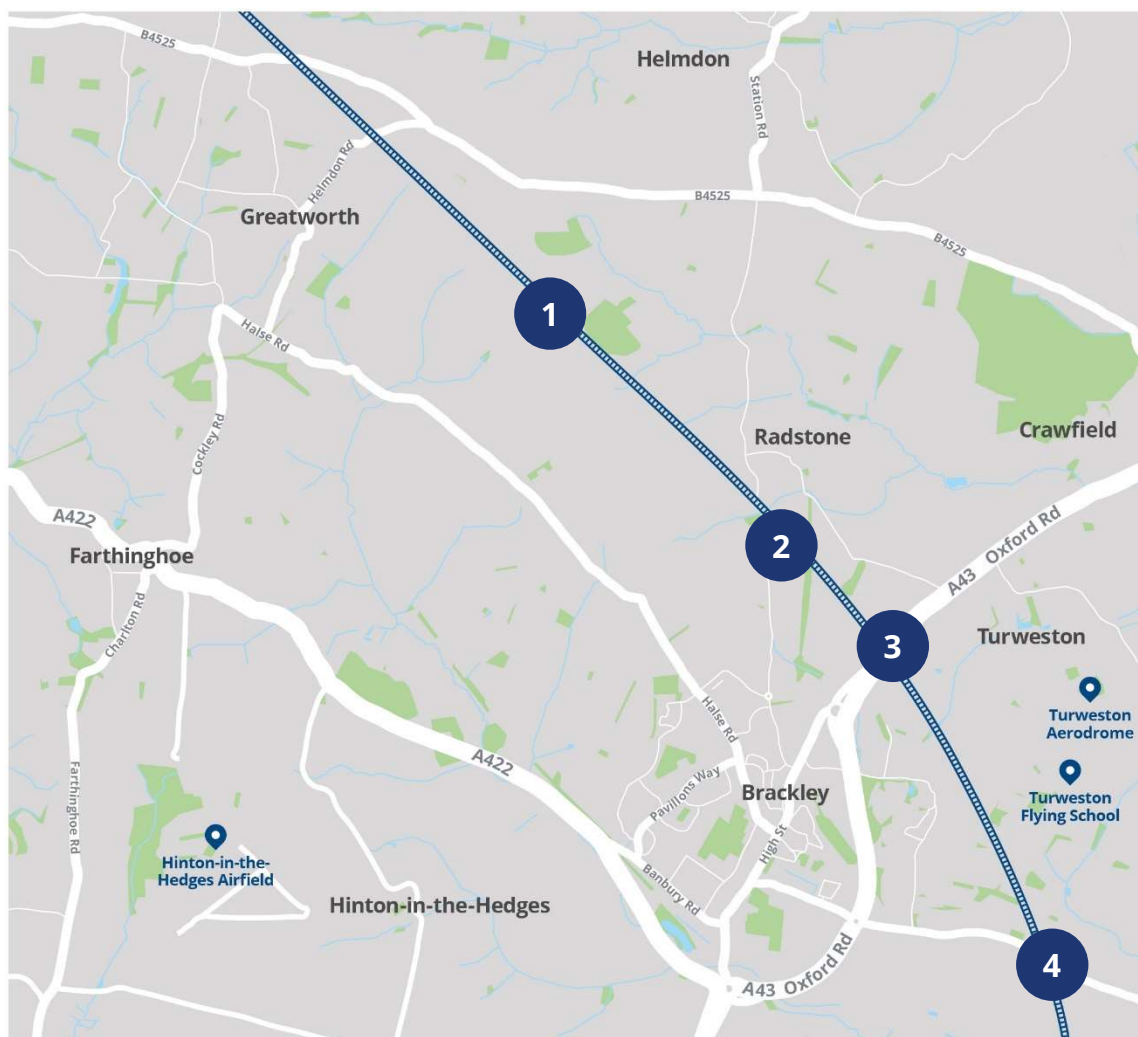 B4525
Helmdon
Station Rd
Helmdon Rd
B4525
Greatworth
B4525
1
Halse Rd
Cockley Rd
Radstone
Crawfield
A422
2
A43 Oxford Rd
Farthinghoe
Charlton Rd
3
Turweston
Halse Rd
Turweston
Aerodrome
A422
Farthinghoe Rd
Pavillons Way
Brackley
Turweston
Flying School
High St
Hinton-in-the-
Hedges Airfield
Banbury Rd
Hinton-in-the-Hedges
4
A43 Oxford Rd